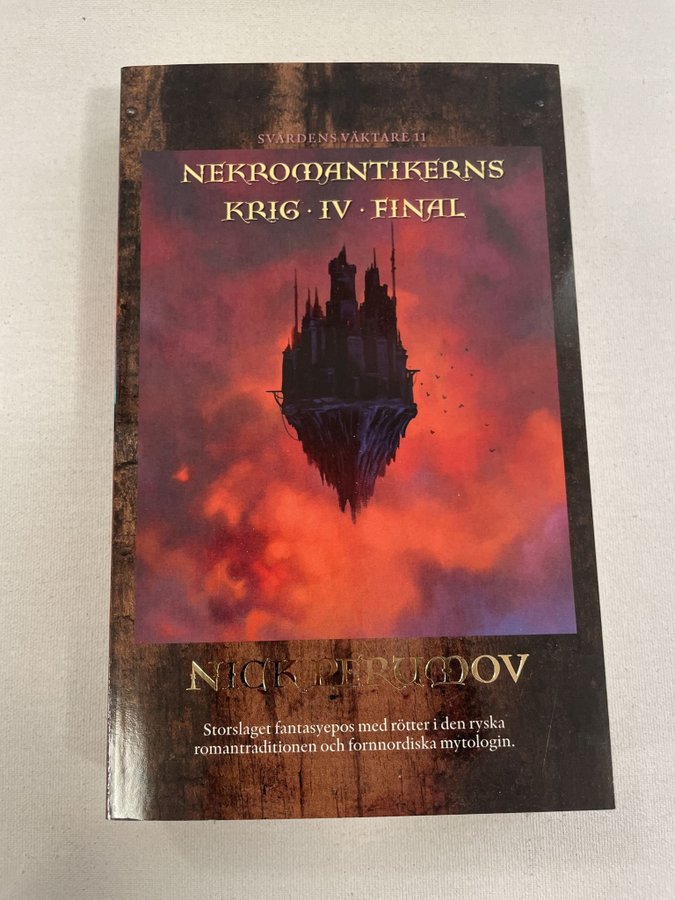 SVÄRDENS VÄKTARE 11
NEKROMANTIKERNS
KRIG · IV · FINAL
NICK PERUMOV
Storslaget fantasyepos med rötter i den ryska
romantraditionen och fornnordiska mytologin.